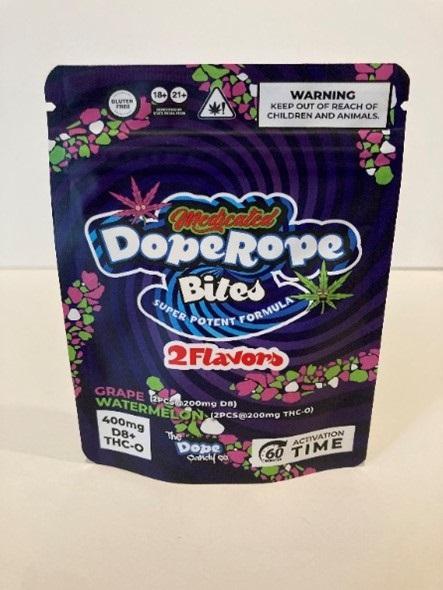 GLUTEN
FREE
18+ 21+
WARNING
KEEP OUT OF REACH OF
CHILDREN AND ANIMALS.
Medicated
DopeRope
Bites
SUPER POTENT FORMULA
2Flavors
GRAPE (2PCS@200mg D8)
WATERMELON (2PCS@200mg THC-O)
400mg
D8+
THC-O
The
Dope
Candy co.
60
ACTIVATION
TIME